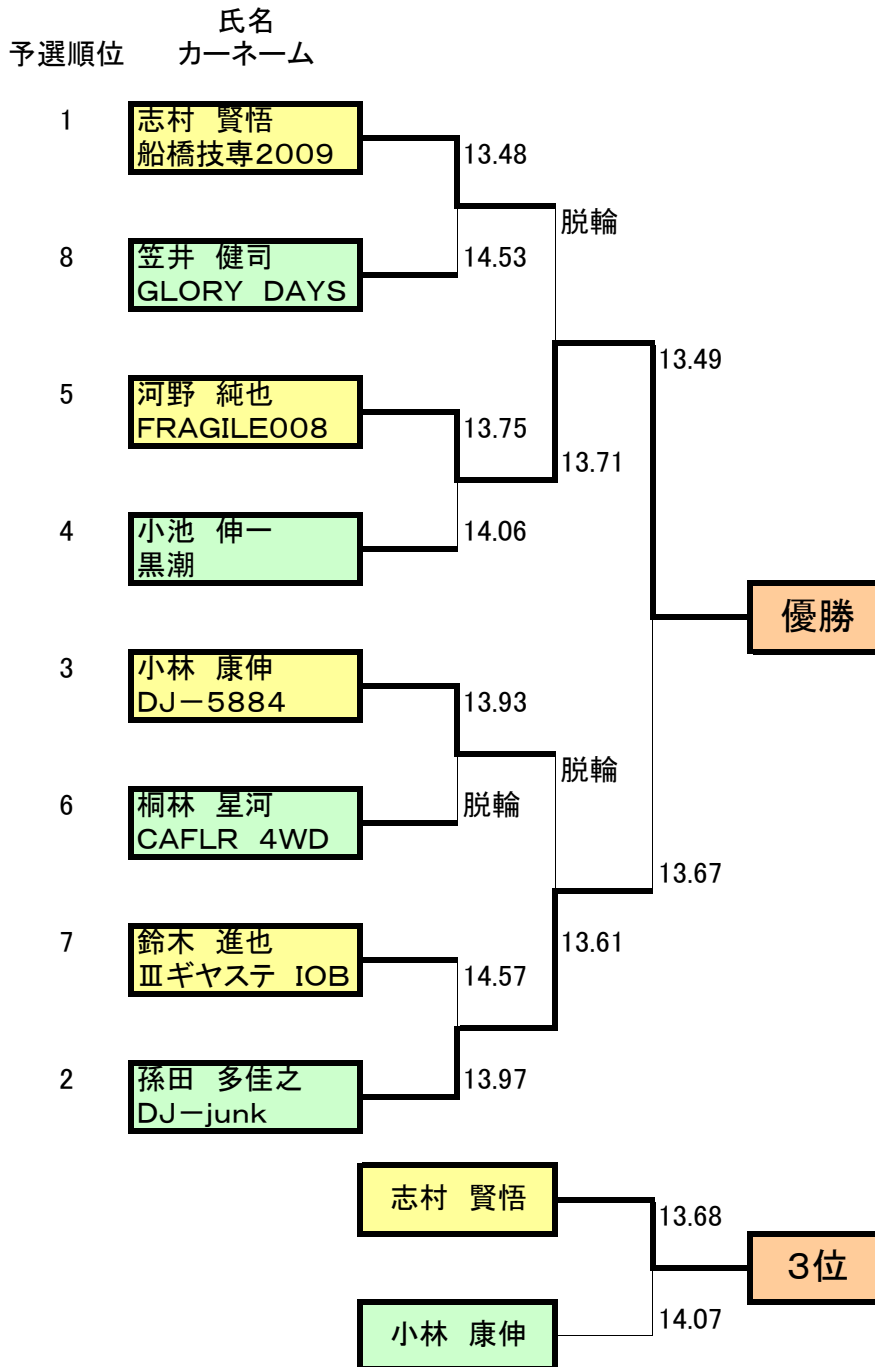 氏名
予選順位 カーネーム
1 志村 賢悟
船橋技専2009
13.48
脱輪
8 笠井 健司
GLORY DAYS
14.53
13.49
5 河野 純也
FRAGILE008
13.75
13.71
4 小池 伸一
黒潮
14.06
優勝
3 小林 康伸
DJ－5884
13.93
脱輪
6 桐林 星河
CAFLR 4WD
脱輪
13.67
7 鈴木 進也
Ⅲギヤステ IOB
14.57
13.61
2 孫田 多佳之
DJ－junk
13.97
志村 賢悟
13.68
3位
小林 康伸
14.07